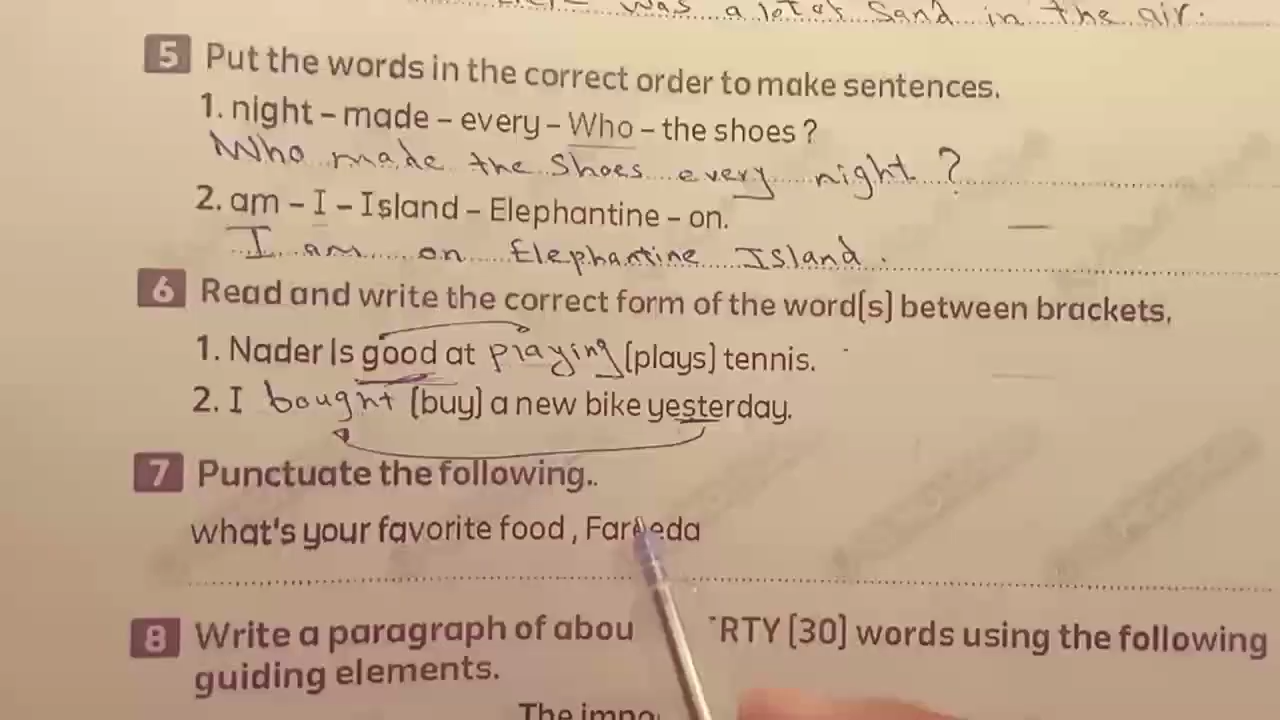 was a lot of sand in the air.
5 Put the words in the correct order to make sentences.
1. night – made – every – Who – the shoes ?
Who made the shoes every night ?
2. am – I – Island – Elephantine – on.
I am on Elephantine Island.
6 Read and write the correct form of the word(s) between brackets.
1. Nader Is good at playing (plays) tennis.
2. I bought (buy) a new bike yesterday.
7 Punctuate the following..
what's your favorite food , Fareeda
8 Write a paragraph of abou RTY (30) words using the following
guiding elements.
The